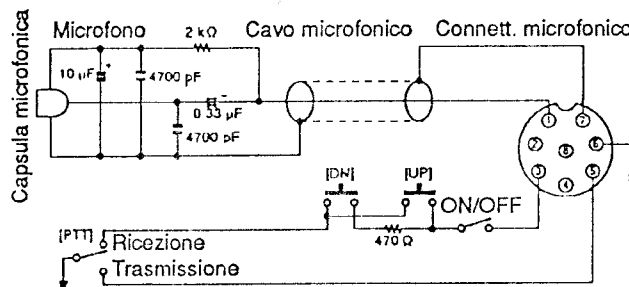 Microfono
2 kΩ
Cavo microfonico
Connett. microfonico
Capsula microfonica
10 µF
+
4700 pF
-
0.33 µF
4700 pF
1
7
2
8
6
3
4
5
[DN]
[UP]
ON/OFF
470 Ω
[PTT]
Ricezione
Trasmissione